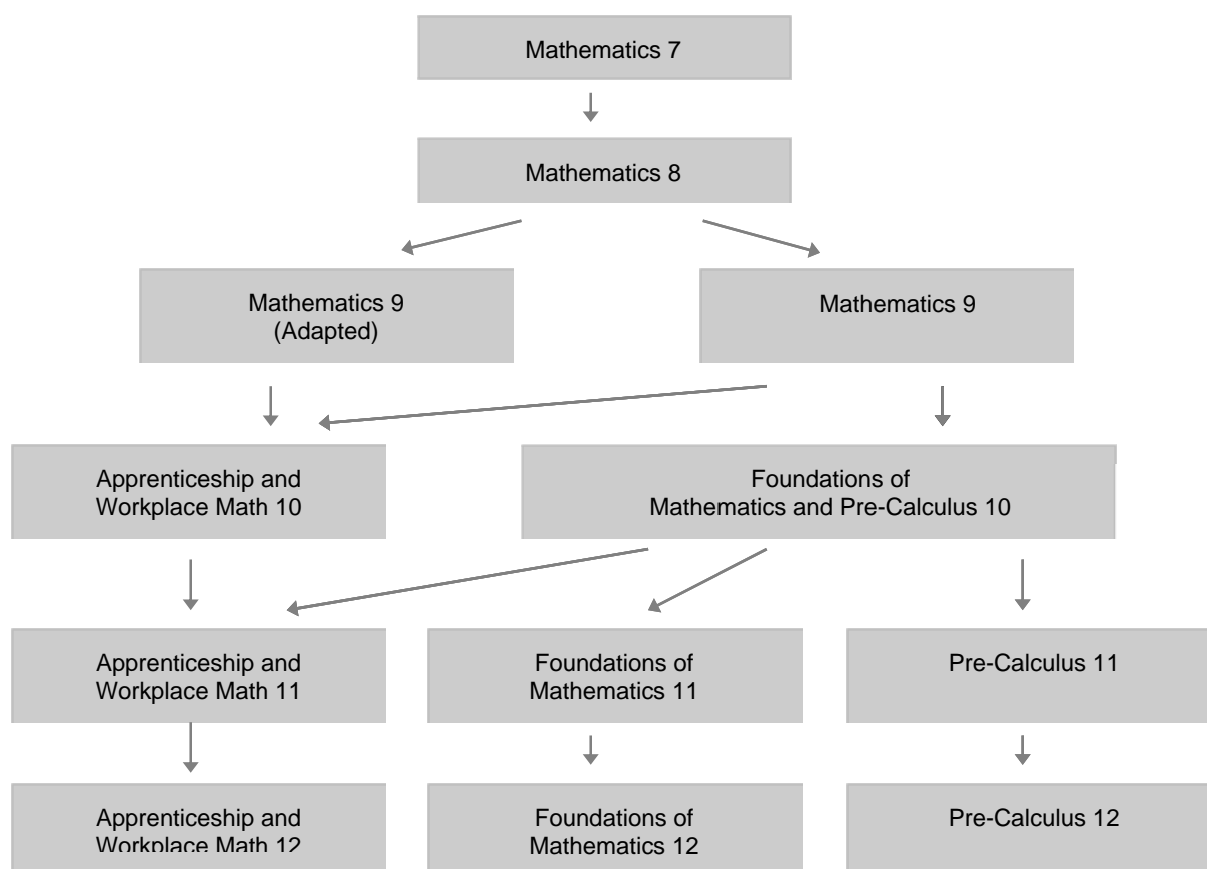 Mathematics 7
Mathematics 8
Mathematics 9
(Adapted)
Mathematics 9
Apprenticeship and
Workplace Math 10
Foundations of
Mathematics and Pre-Calculus 10
Apprenticeship and
Workplace Math 11
Foundations of
Mathematics 11
Pre-Calculus 11
Apprenticeship and
Workplace Math 12
Foundations of
Mathematics 12
Pre-Calculus 12